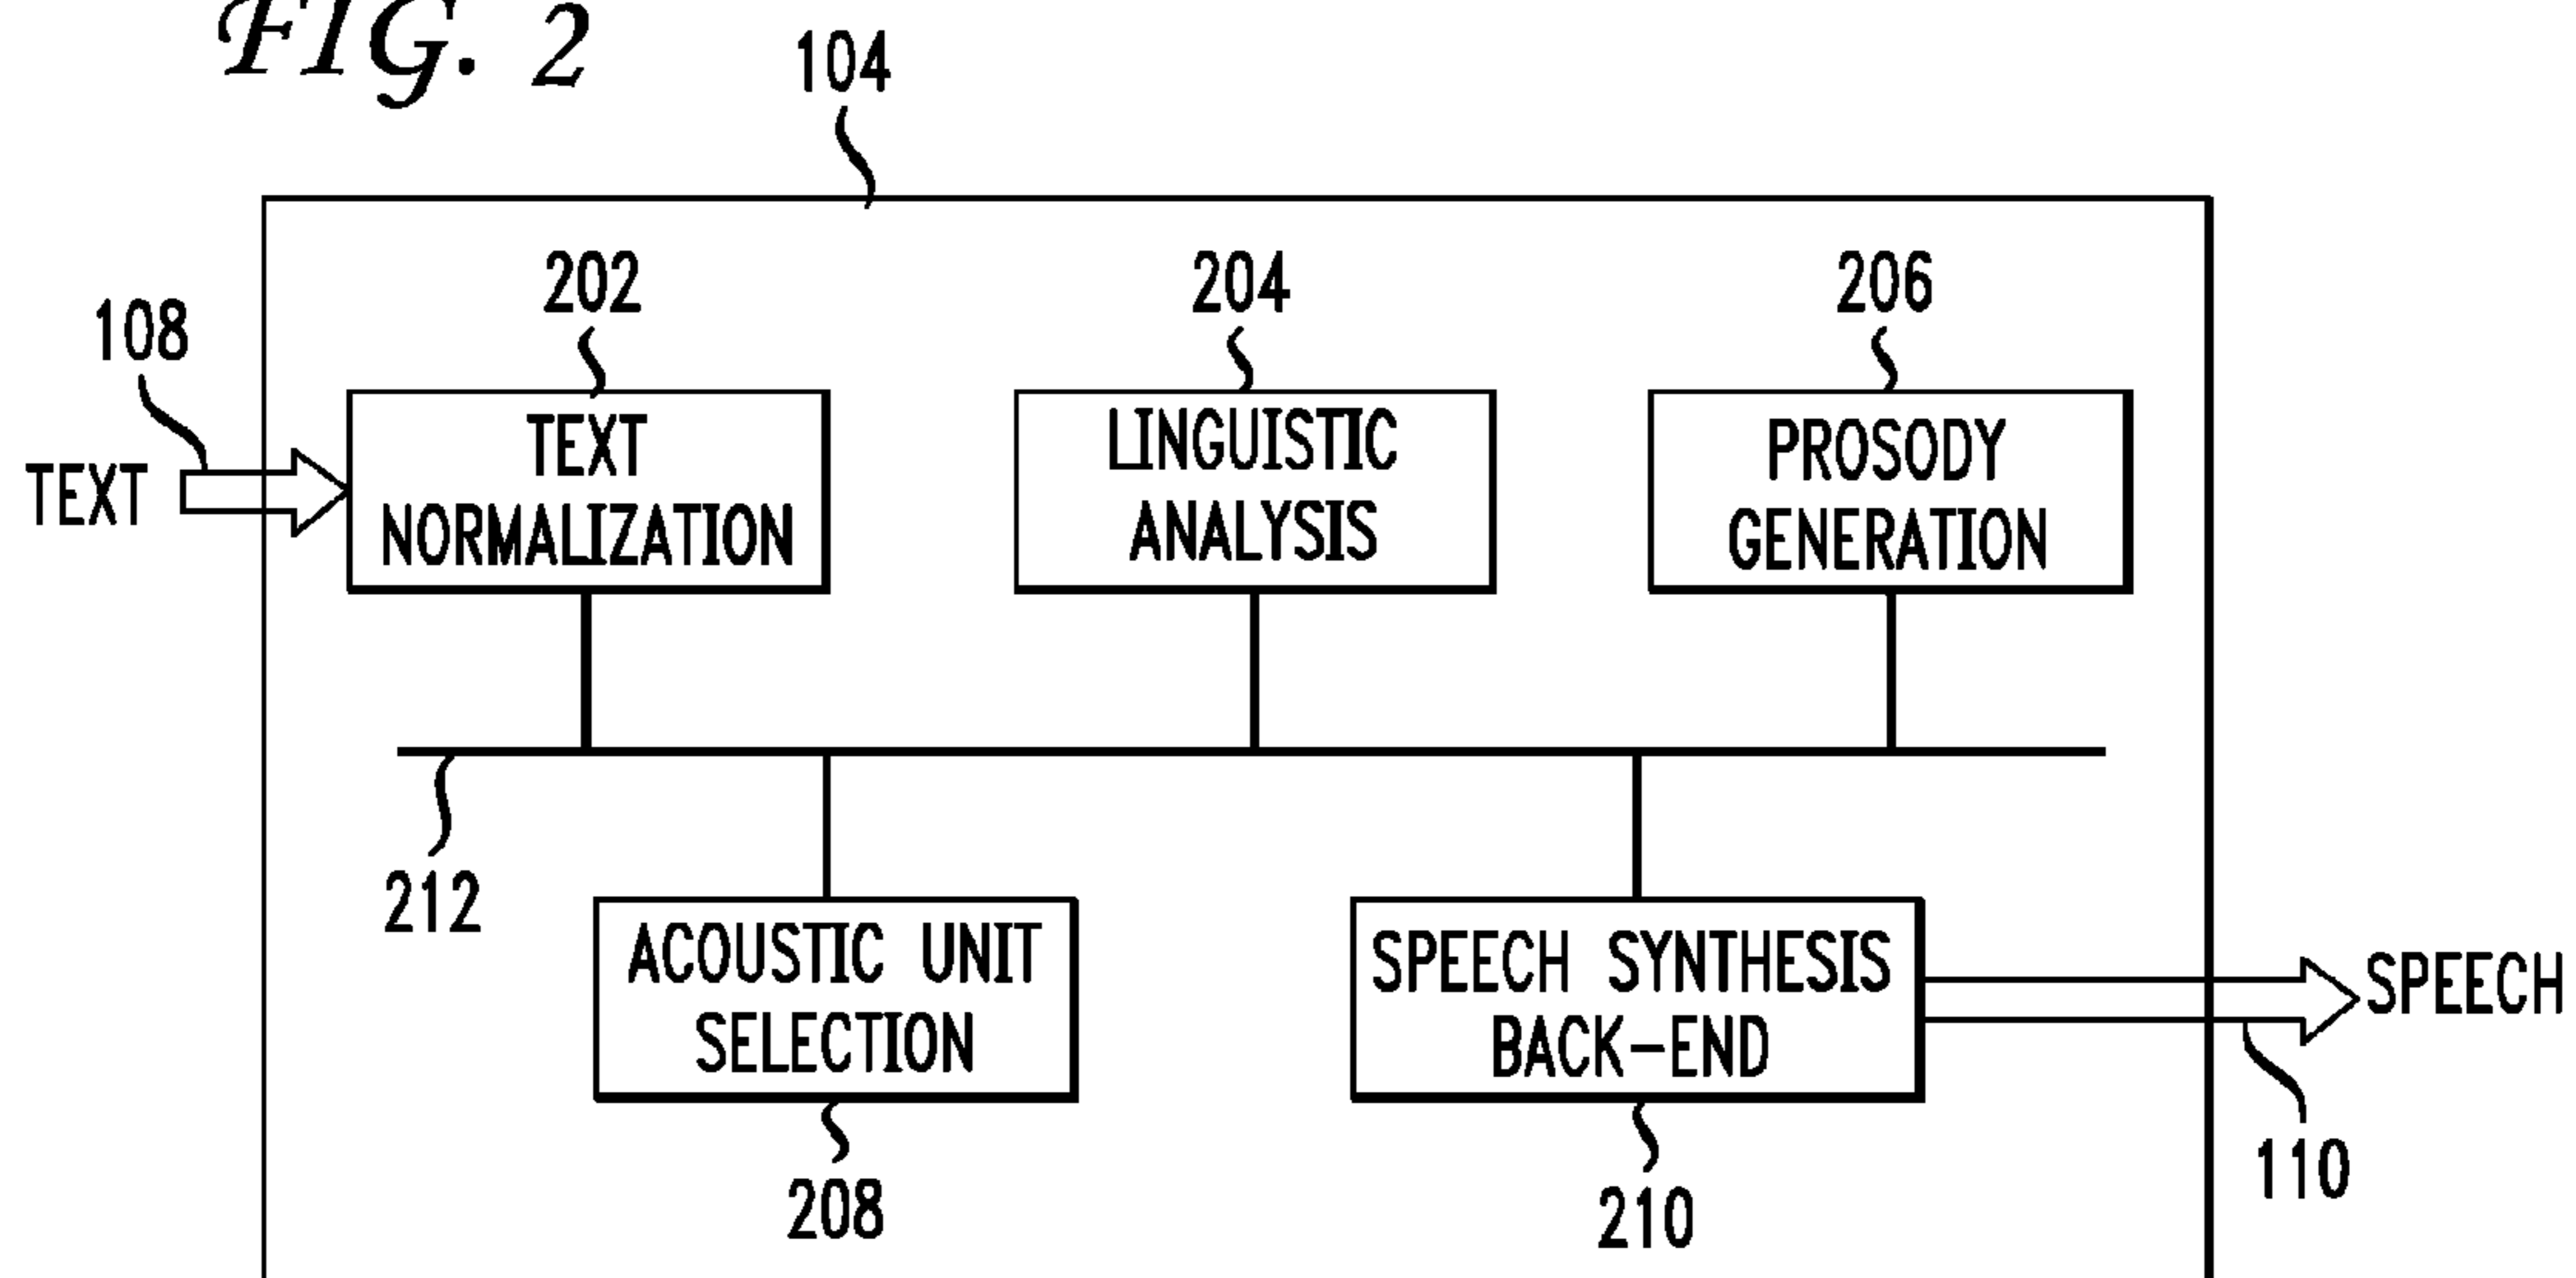 FIG. 2
104
202
204
206
108
TEXT
TEXT
NORMALIZATION
LINGUISTIC
ANALYSIS
PROSODY
GENERATION
212
ACOUSTIC UNIT
SELECTION
SPEECH SYNTHESIS
BACK-END
SPEECH
110
208
210